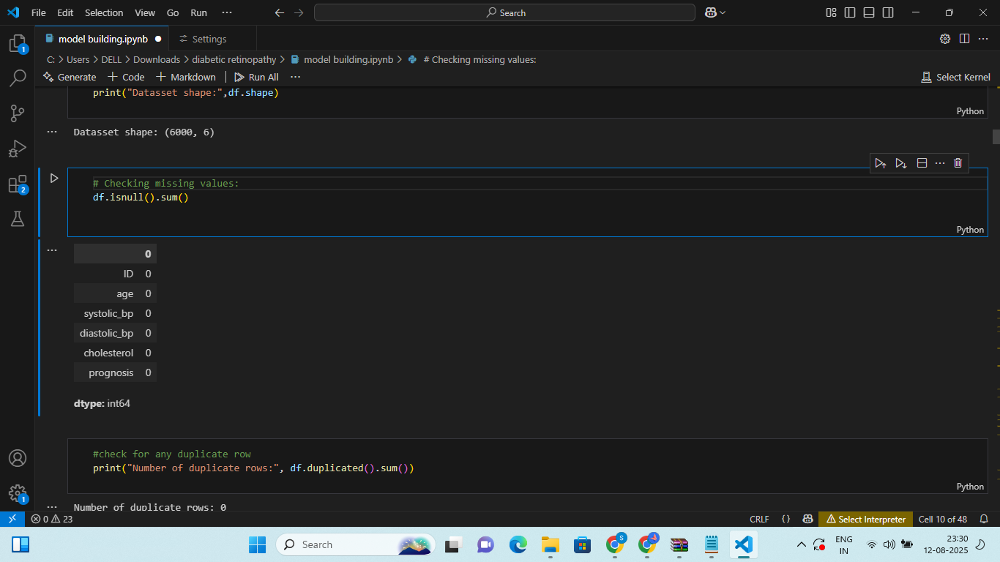 File Edit Selection View Go Run ··· Search
model building.ipynb Settings
C: > Users > DELL > Downloads > diabetic retinopathy > model building.ipynb > # Checking missing values:
Generate + Code + Markdown | Run All ··· Select Kernel
print("Datasset shape:",df.shape)
Python
Datasset shape: (6000, 6)
# Checking missing values:
df.isnull().sum()
Python
0
ID 0
age 0
systolic_bp 0
diastolic_bp 0
cholesterol 0
prognosis 0
dtype: int64
#check for any duplicate row
print("Number of duplicate rows:", df.duplicated().sum())
Python
Number of duplicate rows: 0
1
2
1
0 23 CRLF {} Select Interpreter Cell 10 of 48
Search S ENG IN 23:30 12-08-2025